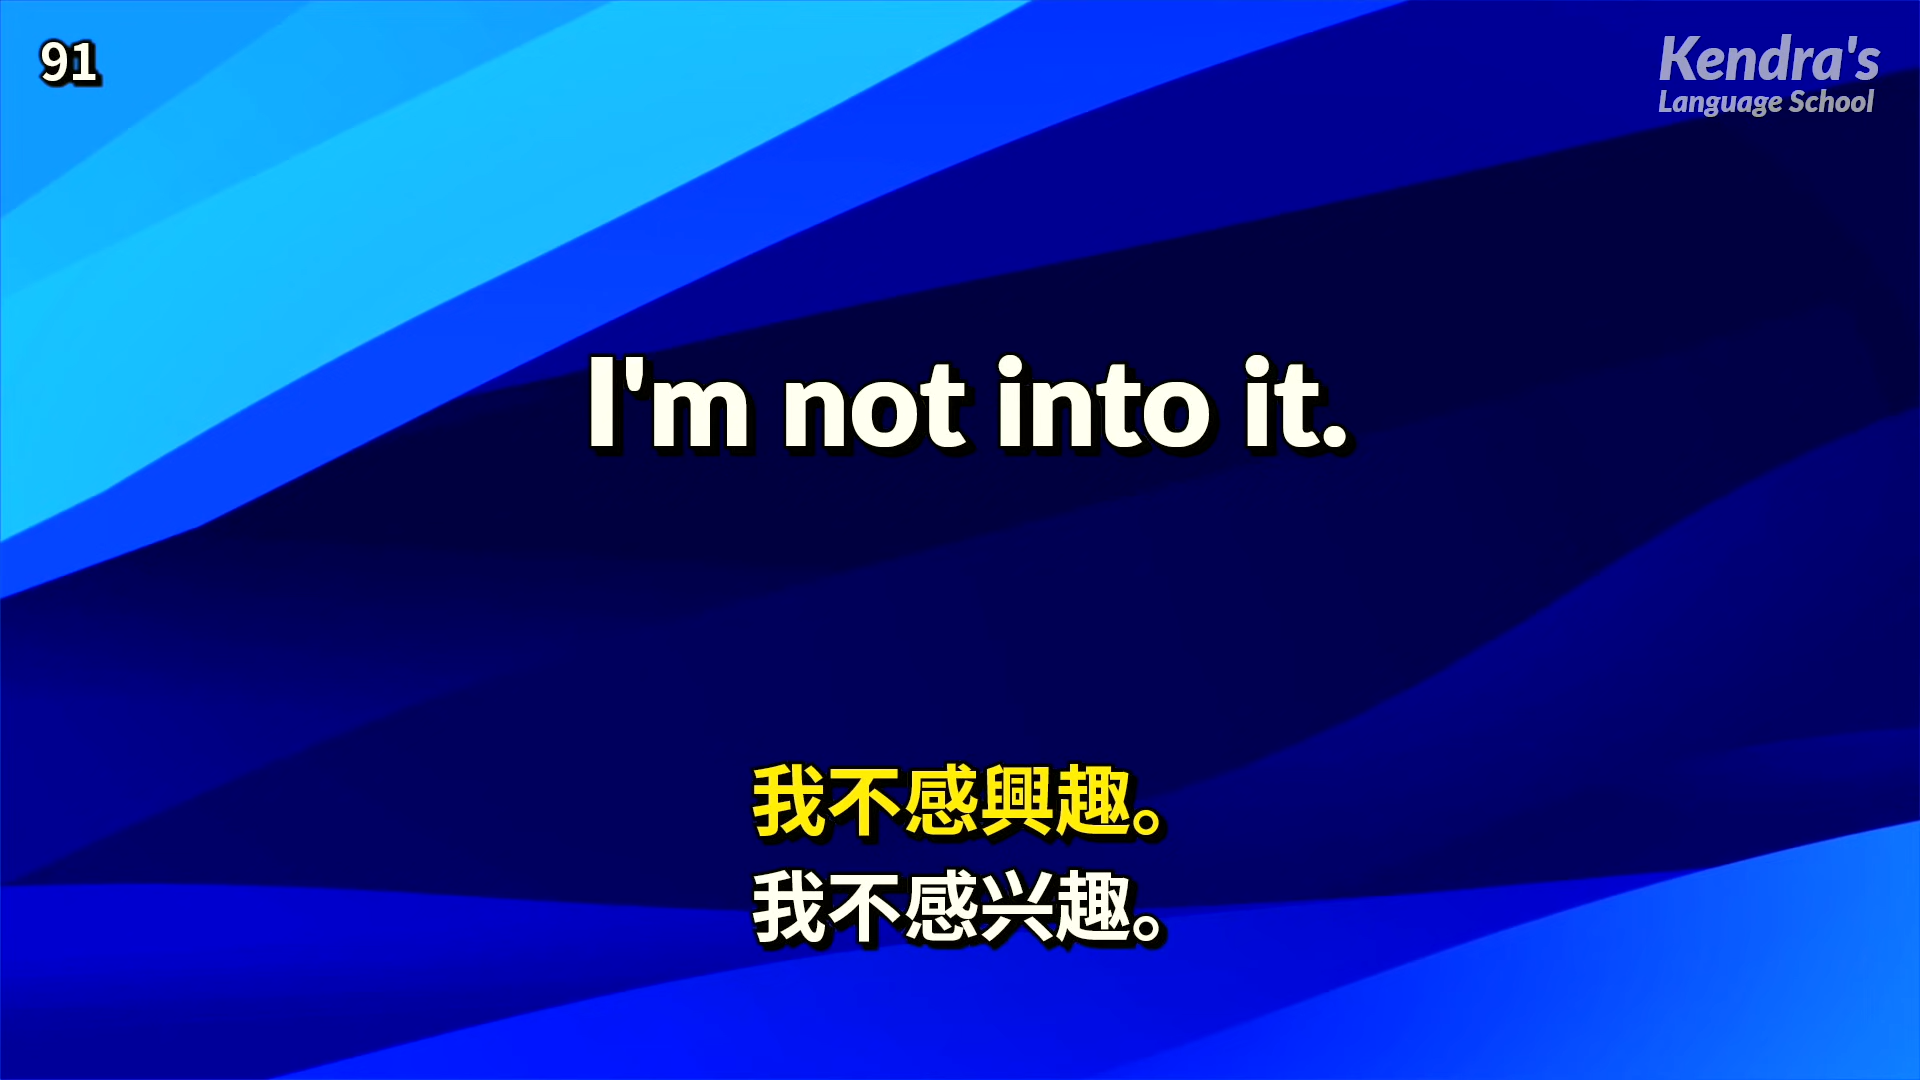 91
Kendra's
Language School
I'm not into it.
我不感興趣。
我不感兴趣。